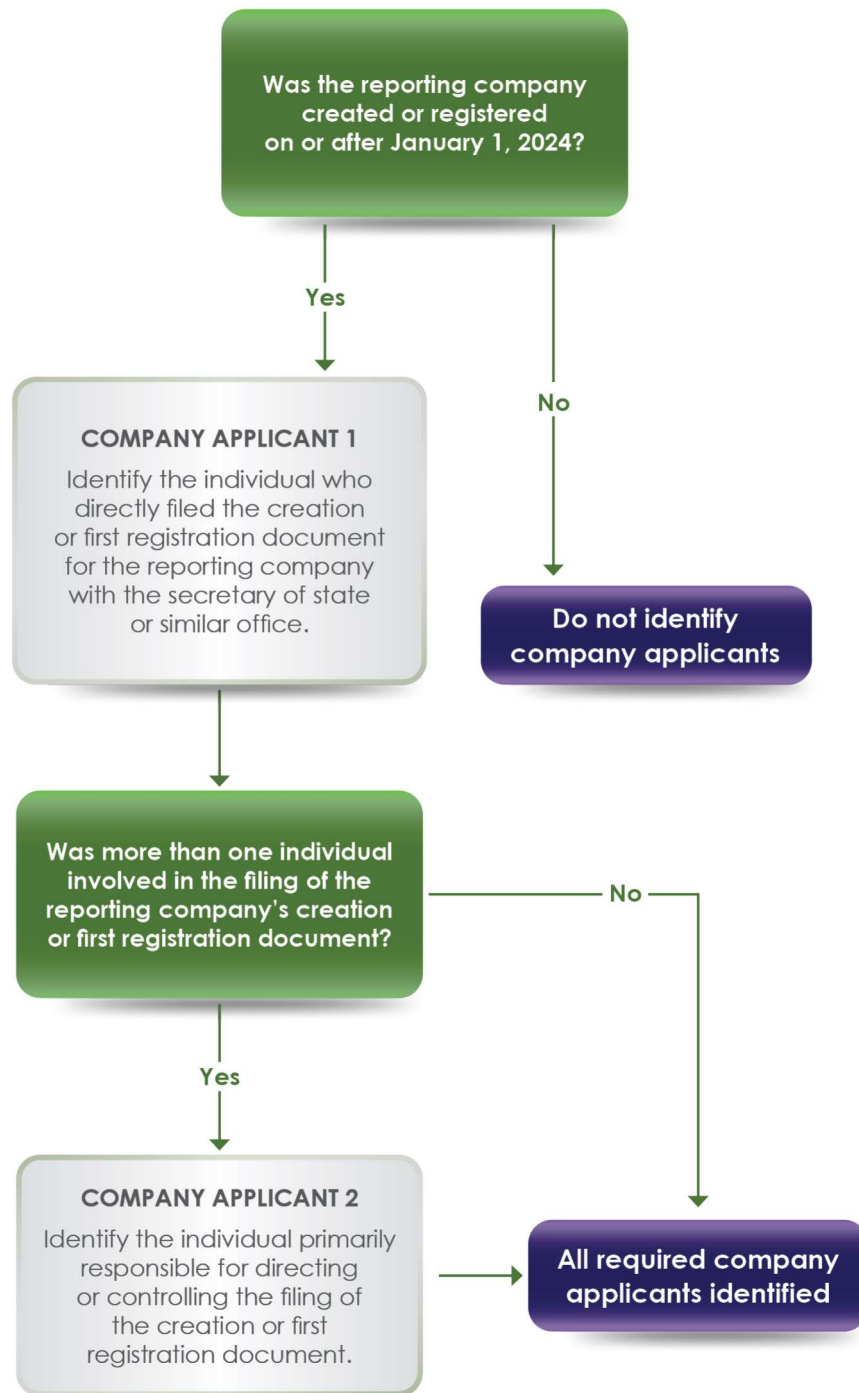 Was the reporting company
created or registered
on or after January 1, 2024?
Yes
No
COMPANY APPLICANT 1
Identify the individual who
directly filed the creation
or first registration document
for the reporting company
with the secretary of state
or similar office.
Do not identify
company applicants
Was more than one individual
involved in the filing of the
reporting company's creation
or first registration document?
No
Yes
COMPANY APPLICANT 2
Identify the individual primarily
responsible for directing
or controlling the filing of
the creation or first
registration document.
All required company
applicants identified